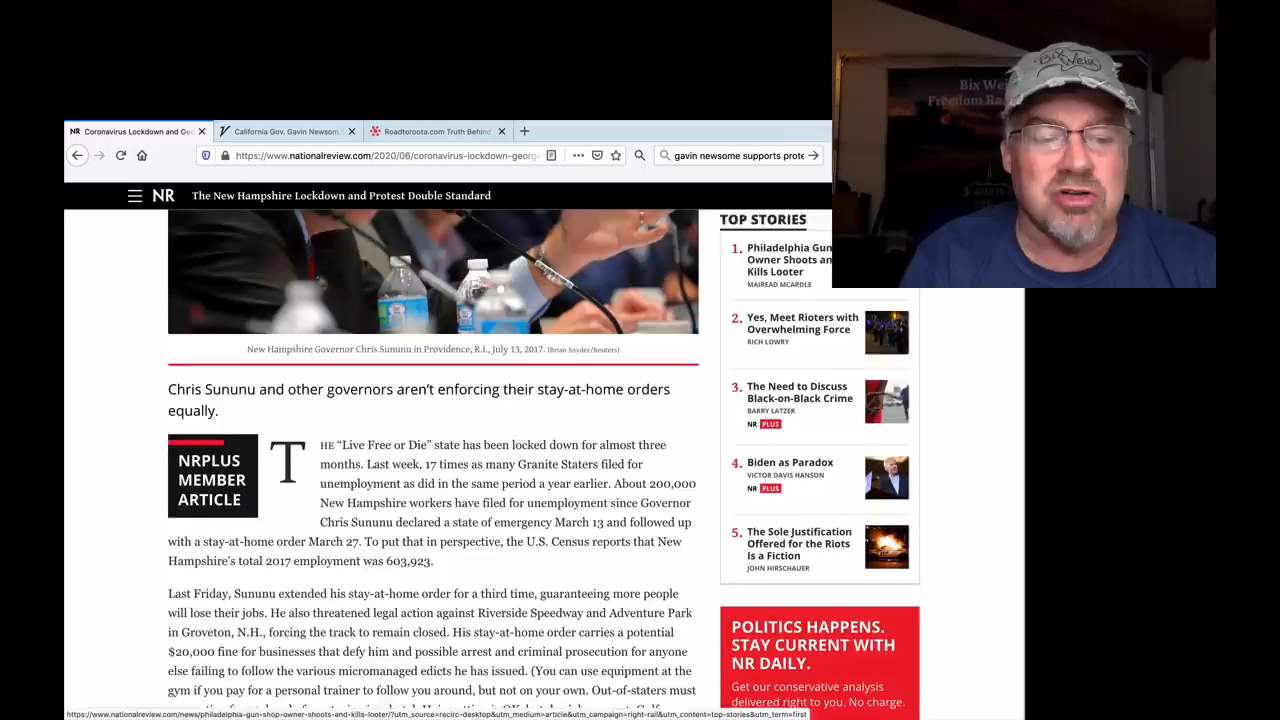 Bix Wei
Freedom Ra
BIX WEIR
NR Coronavirus Lockdown and Geo
California Gov. Gavin Newsom
Roadtoroota.com Truth Behind
https://www.nationalreview.com/2020/06/coronavirus-lockdown-george
gavin newsome supports prote
NR
The New Hampshire Lockdown and Protest Double Standard
New Hampshire Governor Chris Sununu in Providence, R.I., July 13, 2017. (Brian Snyder/Reuters)
Chris Sununu and other governors aren't enforcing their stay-at-home orders
equally.
NRPLUS
MEMBER
ARTICLE
THE “Live Free or Die” state has been locked down for almost three
months. Last week, 17 times as many Granite Staters filed for
unemployment as did in the same period a year earlier. About 200,000
New Hampshire workers have filed for unemployment since Governor
Chris Sununu declared a state of emergency March 13 and followed up
with a stay-at-home order March 27. To put that in perspective, the U.S. Census reports that New
Hampshire's total 2017 employment was 603,923.
Last Friday, Sununu extended his stay-at-home order for a third time, guaranteeing more people
will lose their jobs. He also threatened legal action against Riverside Speedway and Adventure Park
in Groveton, N.H., forcing the track to remain closed. His stay-at-home order carries a potential
$20,000 fine for businesses that defy him and possible arrest and criminal prosecution for anyone
else failing to follow the various micromanaged edicts he has issued. (You can use equipment at the
gym if you pay for a personal trainer to follow you around, but not on your own. Out-of-staters must
TOP STORIES
1. Philadelphia Gun
Owner Shoots an
Kills Looter
MAIREAD MCARDLE
2. Yes, Meet Rioters with
Overwhelming Force
RICH LOWRY
3. The Need to Discuss
Black-on-Black Crime
BARRY LATZER
NR PLUS
4. Biden as Paradox
VICTOR DAVIS HANSON
NR PLUS
5. The Sole Justification
Offered for the Riots
Is a Fiction
JOHN HIRSCHAUER
POLITICS HAPPENS.
STAY CURRENT WITH
NR DAILY.
Get our conservative analysis
delivered right to you. No charge.
https://www.nationalreview.com/news/philadelphia-gun-shop-owner-shoots-and-kills-looter/?utm_source=recirc-desktop&utm_medium=article&utm_campaign=right-rail&utm_content=top-stories&utm_term=first